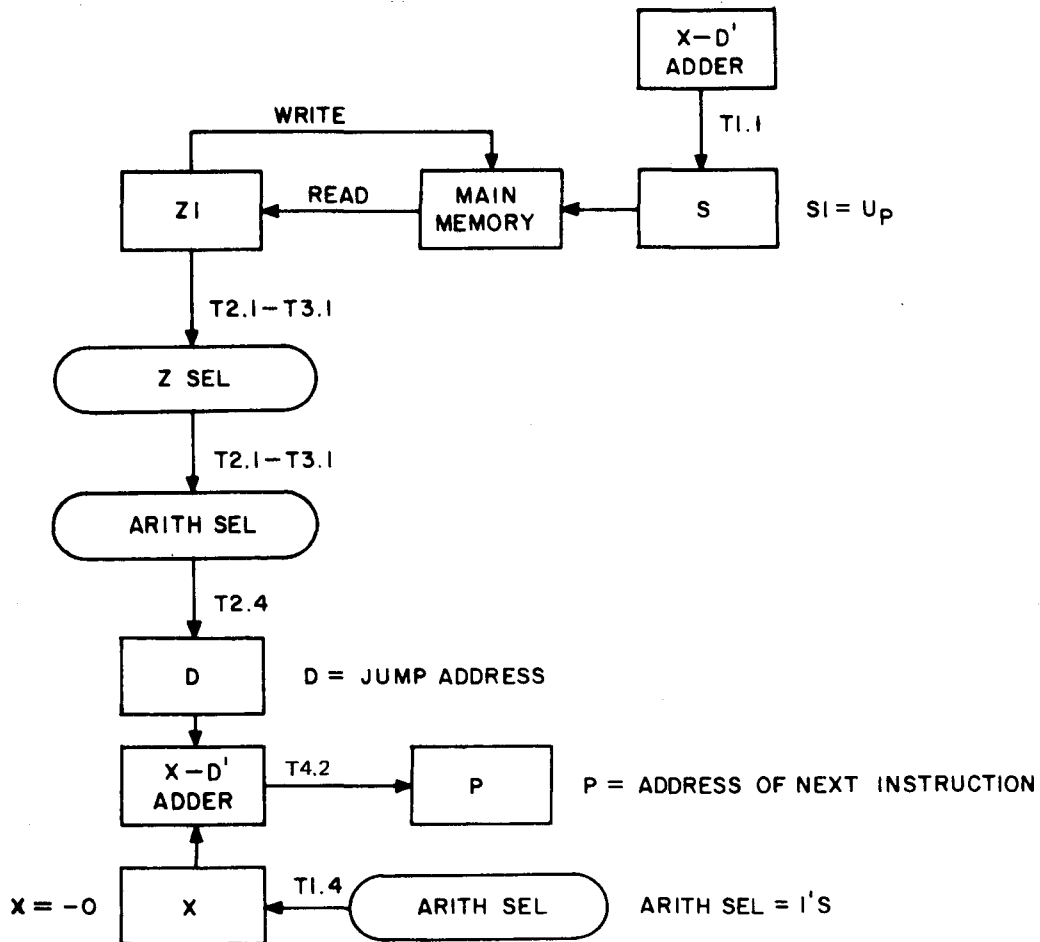 X-D'
ADDER
T1.1
WRITE
Z1
READ
MAIN
MEMORY
S
S1 = Up
T2.1-T3.1
Z SEL
T2.1-T3.1
ARITH SEL
T2.4
D
D = JUMP ADDRESS
X-D'
ADDER
T4.2
P
P = ADDRESS OF NEXT INSTRUCTION
X = -0
X
T1.4
ARITH SEL
ARITH SEL = 1'S